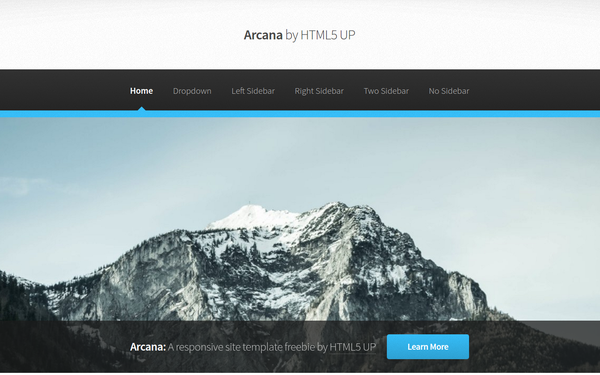 Arcana by HTML5 UP
Home Dropdown Left Sidebar Right Sidebar Two Sidebar No Sidebar
Arcana: A responsive site template freebie by HTML5 UP Learn More